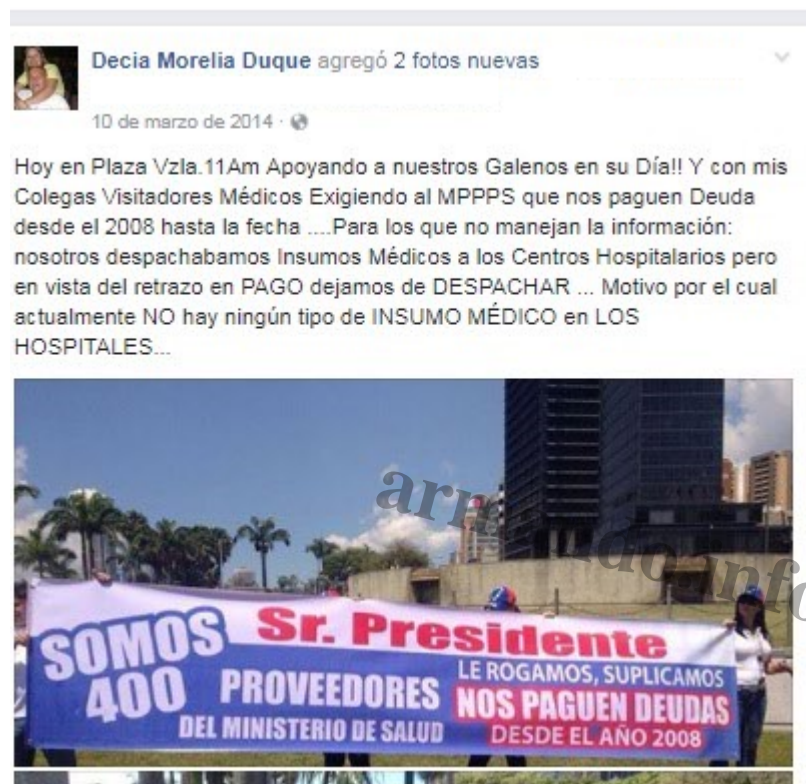 Decia Morelia Duque agregó 2 fotos nuevas
10 de marzo de 2014 ·
Hoy en Plaza Vzla.11Am Apoyando a nuestros Galenos en su Día!! Y con mis
Colegas Visitadores Médicos Exigiendo al MPPPS que nos paguen Deuda
desde el 2008 hasta la fecha ....Para los que no manejan la información:
nosotros despachabamos Insumos Médicos a los Centros Hospitalarios pero
en vista del retrazo en PAGO dejamos de DESPACHAR ... Motivo por el cual
actualmente NO hay ningún tipo de INSUMO MÉDICO en LOS
HOSPITALES...
Sr. Presidente
SOMOS
400
PROVEEDORES
DEL MINISTERIO DE SALUD
LE ROGAMOS, SUPLICAMOS
NOS PAGUEN DEUDAS
DESDE EL AÑO 2008